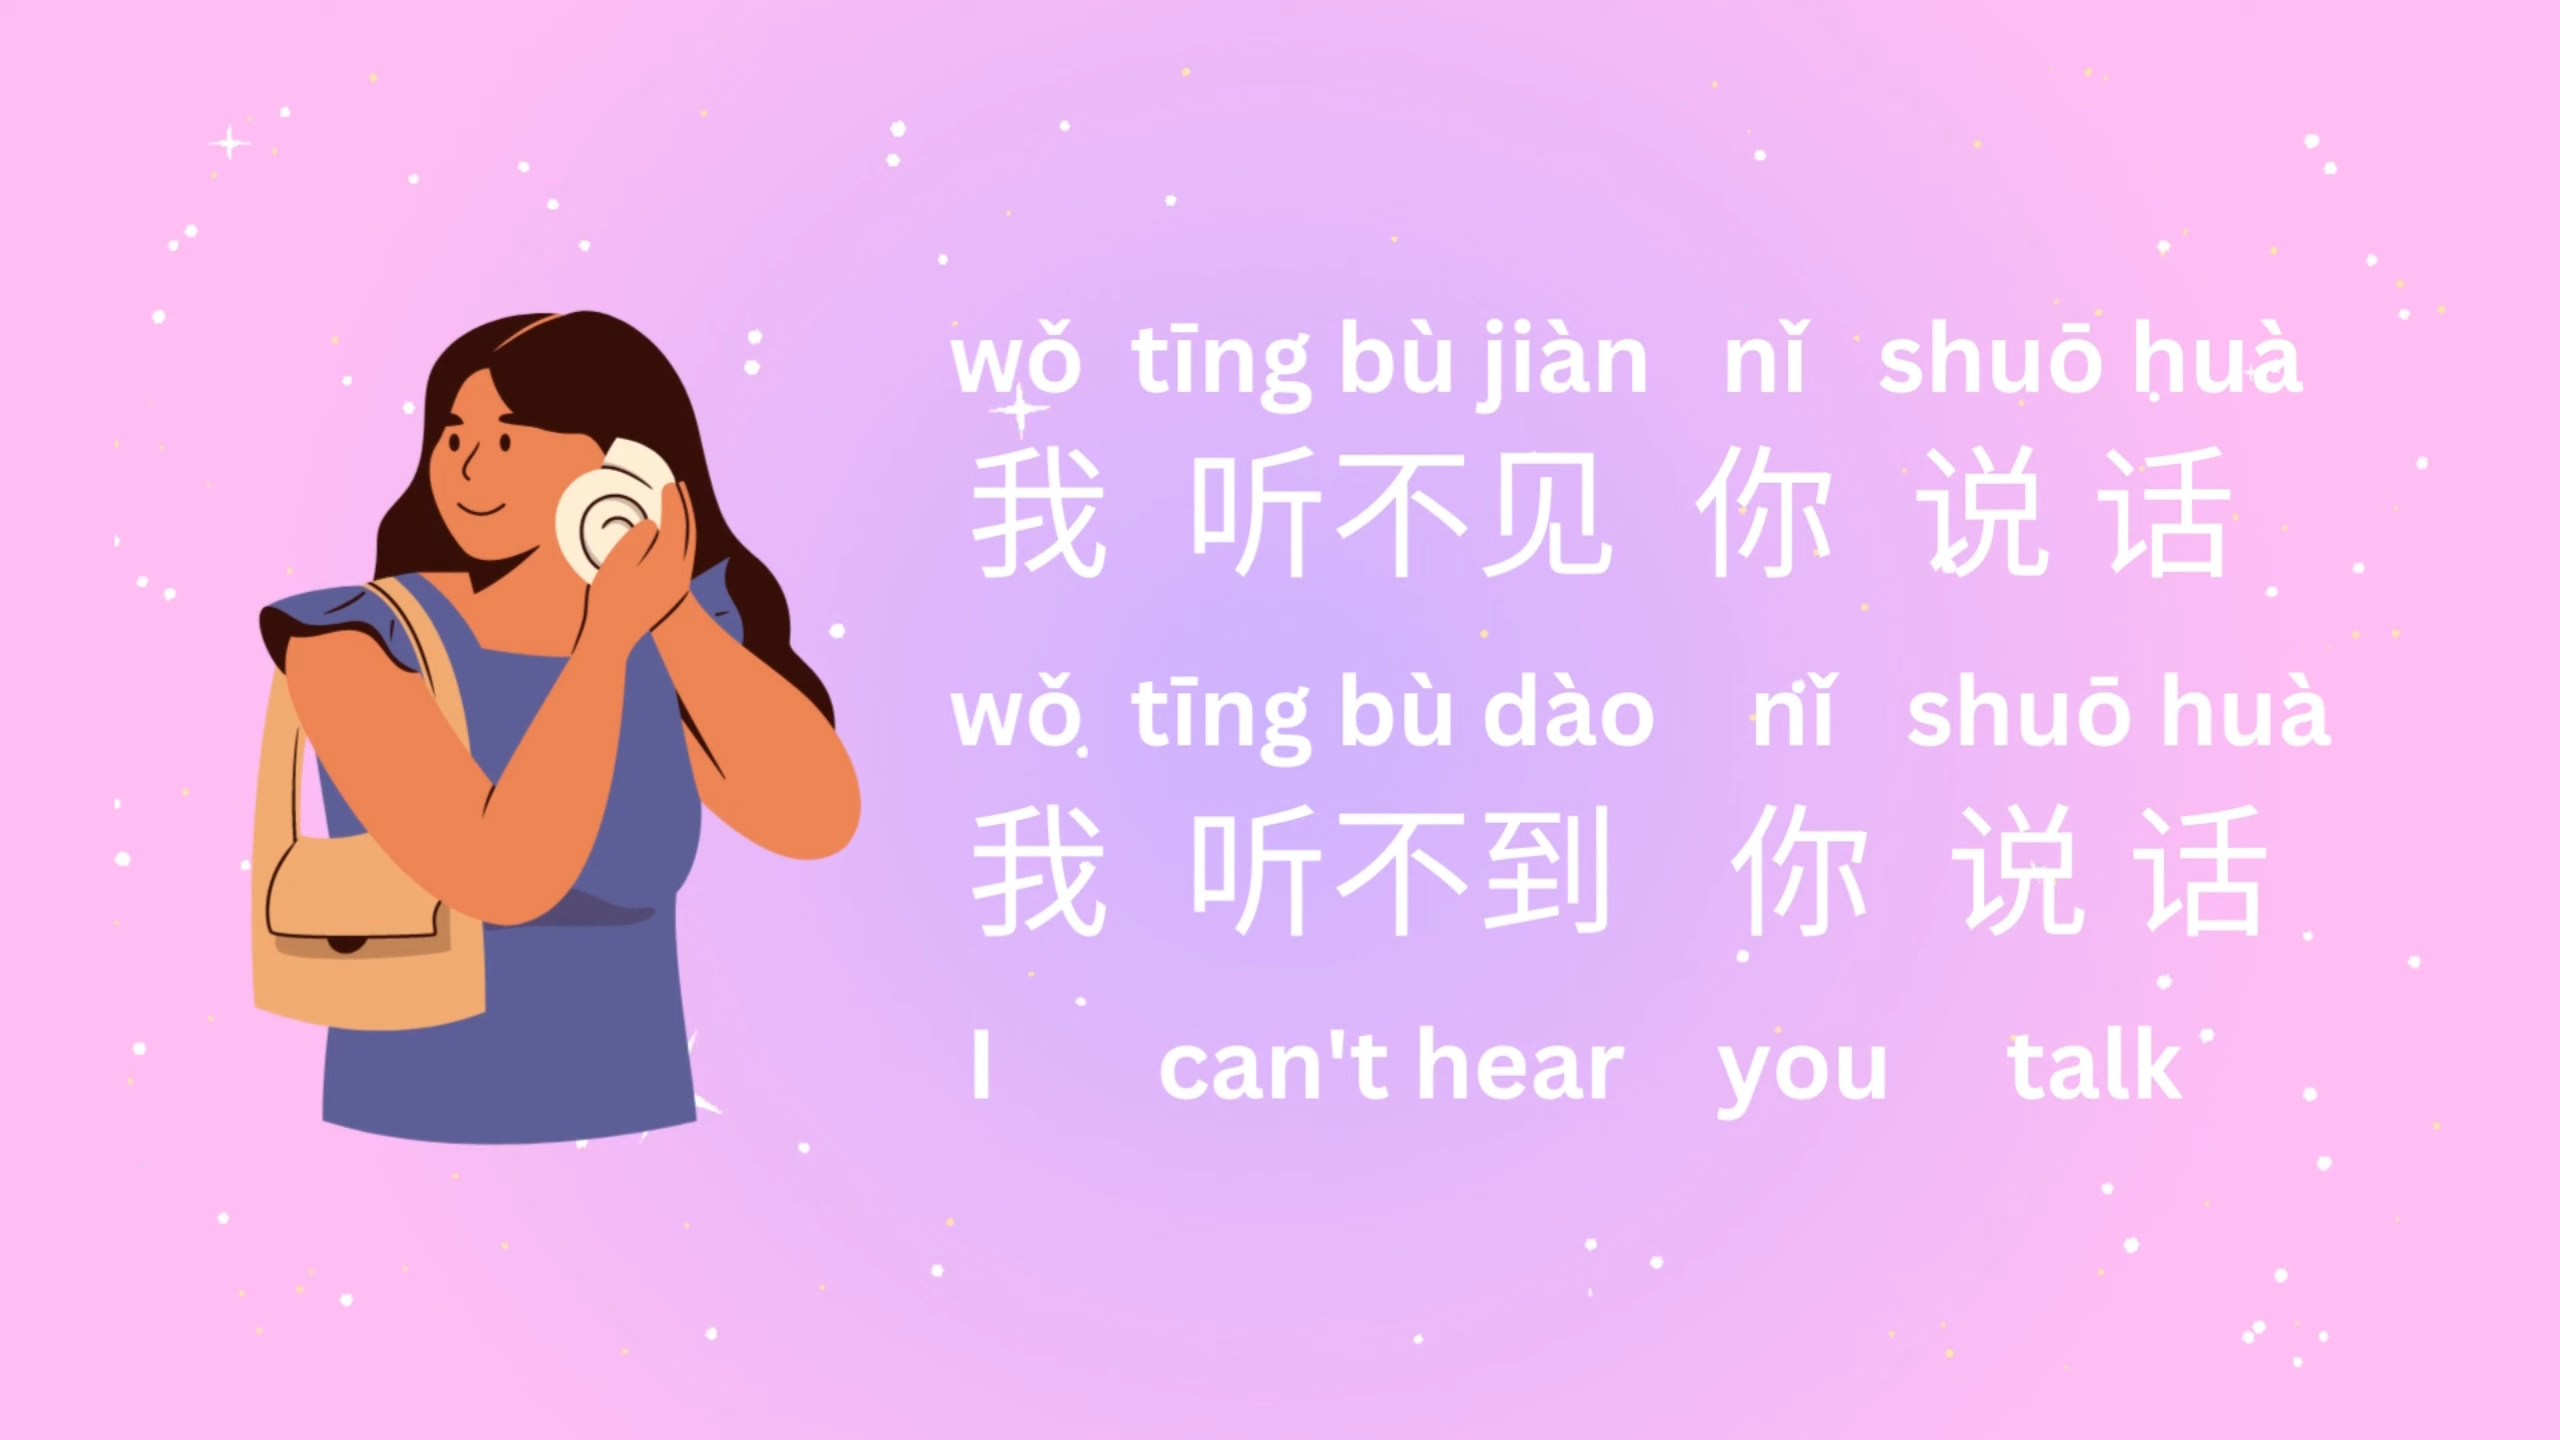 wǒ tīng bù jiàn nǐ shuō huà
我 听不见 你 说 话
wǒ tīng bù dào nǐ shuō huà
我 听不到 你 说 话
I can't hear you talk